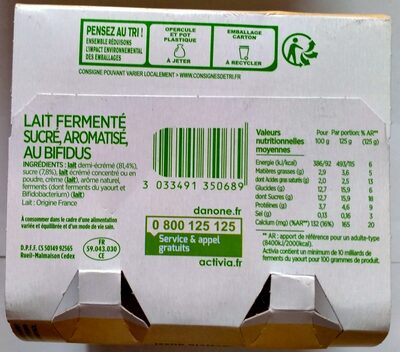 PENSEZ AU TRI !
ENSEMBLE RÉDUISONS
L'IMPACT ENVIRONNEMENTAL
DES EMBALLAGES
OPERCULE
ET POT
PLASTIQUE
À JETER
EMBALLAGE
CARTON
À RECYCLER
CONSIGNE POUVANT VARIER LOCALEMENT > WWW.CONSIGNESDETRI.FR
LAIT FERMENTÉ
SUCRÉ, AROMATISÉ,
AU BIFIDUS
INGRÉDIENTS : lait demi-écrémé (81,4%),
sucre (7,8%), lait écrémé concentré ou en
poudre, crème (lait), arôme naturel,
ferments (dont ferments du yaourt et
Bifidobacterium) (lait)
Lait : Origine France
À consommer dans le cadre d'une alimentation
variée et équilibrée et d'un mode de vie sain.
D.P.F.F. CS 50149 92565
Rueil-Malmaison Cedex
FR
59.043.030
CE
3 033491 350689
danone.fr
0 800 125 125
Service & appel
gratuits
activia.fr
Valeurs nutritionnelles moyennes Pour 100 g Par portion: 125 g %AR** (125 g)
Energie (kJ/kcal) 386/92 493/115 6
Matières grasses (g) 2,9 3,6 5
dont Acides gras saturés (g) 2,0 2,5 13
Glucides (g) 12,7 15,9 6
dont Sucres (g) 12,7 15,9 18
Protéines (g) 3,7 4,6 9
Sel (g) 0,13 0,16 3
Calcium (mg) (%AR**) 132 (16%) 165 20
** AR : apport de référence pour un adulte-type
(8400kJ/2000kcal).
Activia contient un minimum de 10 milliards de
ferments du yaourt pour 100 grammes de produit.